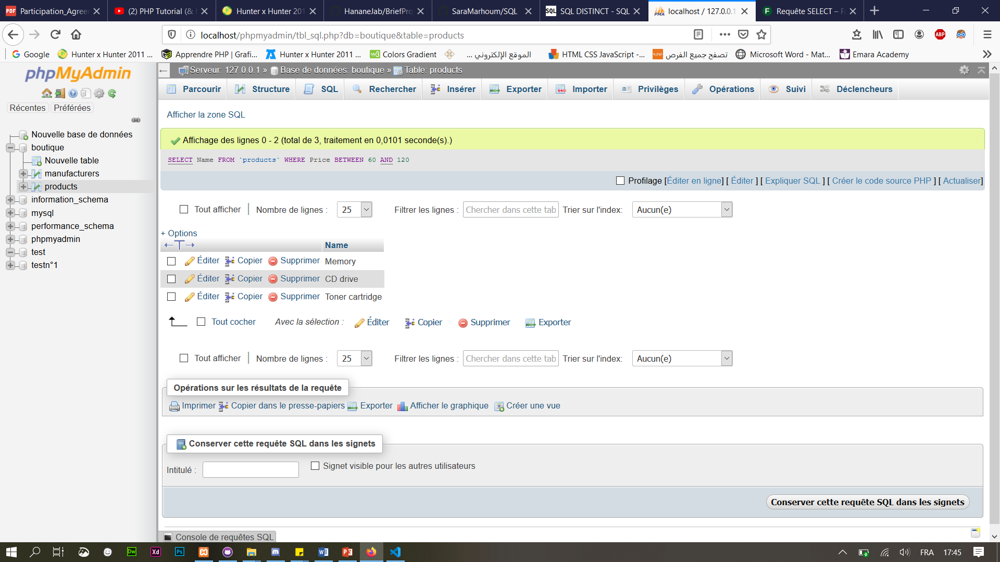 Participation_Agree
(2) PHP Tutorial (&
Hunter x Hunter 201
HananeJab/BriefPro
SaraMarhoum/SQL
SQL DISTINCT - SQL
localhost / 127.0.0.1
Requête SELECT – F
localhost/phpmyadmin/tbl_sql.php?db=boutique&table=products
Google
Hunter x Hunter 2011 ...
Apprendre PHP | Grafi...
Hunter x Hunter 2011 ...
Colors Gradient
الموقع الإلكتروني ...
HTML CSS JavaScript -...
تصفح جميع الفرص
Microsoft Word - Mat...
Emara Academy
phpMyAdmin
Récentes Préférées
Nouvelle base de données
boutique
Nouvelle table
manufacturers
products
information_schema
mysql
performance_schema
phpmyadmin
test
testn°1
Serveur: 127.0.0.1 » Base de données: boutique » Table: products
Parcourir Structure SQL Rechercher Insérer Exporter Importer Privilèges Opérations Suivi Déclencheurs
Afficher la zone SQL
Affichage des lignes 0 - 2 (total de 3, traitement en 0,0101 seconde(s).)
SELECT Name FROM `products` WHERE Price BETWEEN 60 AND 120
Profilage [Éditer en ligne] [ Éditer ] [ Expliquer SQL ] [ Créer le code source PHP ] [ Actualiser]
Tout afficher Nombre de lignes : 25 Filtrer les lignes : Chercher dans cette tab Trier sur l'index: Aucun(e)
+ Options
Name
Éditer Copier Supprimer Memory
Éditer Copier Supprimer CD drive
Éditer Copier Supprimer Toner cartridge
Tout cocher Avec la sélection : Éditer Copier Supprimer Exporter
Tout afficher Nombre de lignes : 25 Filtrer les lignes : Chercher dans cette tab Trier sur l'index: Aucun(e)
Opérations sur les résultats de la requête
Imprimer Copier dans le presse-papiers Exporter Afficher le graphique Créer une vue
Conserver cette requête SQL dans les signets
Intitulé : Signet visible pour les autres utilisateurs
Conserver cette requête SQL dans les signets
Console de requêtes SQL
FRA 17:45